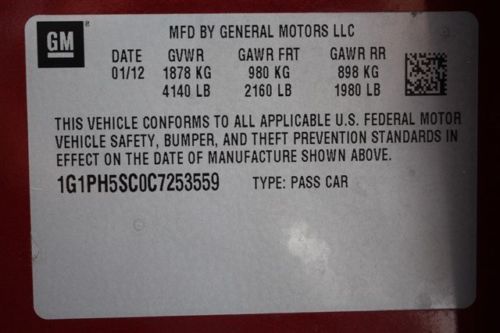 GM
MFD BY GENERAL MOTORS LLC
DATE GVWR GAWR FRT GAWR RR
01/12 1878 KG 980 KG 898 KG
4140 LB 2160 LB 1980 LB
THIS VEHICLE CONFORMS TO ALL APPLICABLE U.S. FEDERAL MOTOR
VEHICLE SAFETY, BUMPER, AND THEFT PREVENTION STANDARDS IN
EFFECT ON THE DATE OF MANUFACTURE SHOWN ABOVE.
1G1PH5SC0C7253559 TYPE: PASS CAR